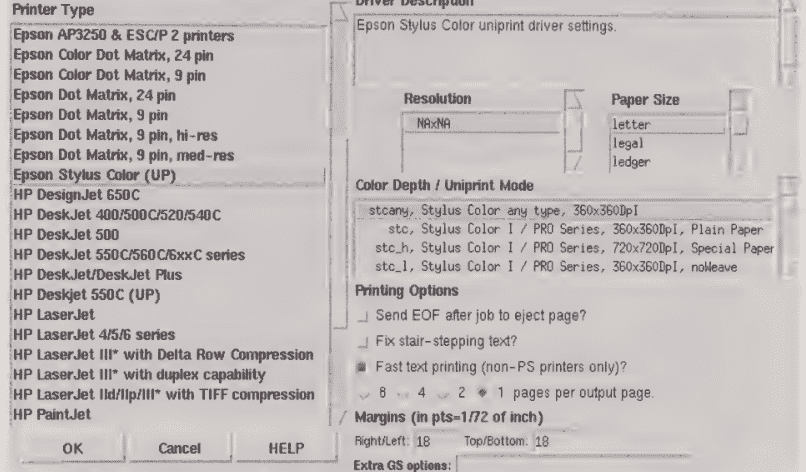 Printer Type
Epson AP3250 & ESC/P 2 printers
Epson Color Dot Matrix, 24 pin
Epson Color Dot Matrix, 9 pin
Epson Dot Matrix, 24 pin
Epson Dot Matrix, 9 pin
Epson Dot Matrix, 9 pin, hi-res
Epson Dot Matrix, 9 pin, med-res
Epson Stylus Color (UP)
HP DesignJet 650C
HP DeskJet 400/500C/520/540C
HP DeskJet 500
HP DeskJet 550C/560C/6xxC series
HP DeskJet/DeskJet Plus
HP Deskjet 550C (UP)
HP LaserJet
HP LaserJet 4/5/6 series
HP LaserJet III* with Delta Row Compression
HP LaserJet III* with duplex capability
HP LaserJet IId/IIp/III* with TIFF compression
HP PaintJet
OK Cancel HELP
Driver Description
Epson Stylus Color uniprint driver settings.
Resolution
NAxNA
Paper Size
letter
legal
ledger
Color Depth / Uniprint Mode
stcany, Stylus Color any type, 360x360DpI
stc, Stylus Color I / PRO Series, 360x360DpI, Plain Paper
stc_h, Stylus Color I / PRO Series, 720x720DpI, Special Paper
stc_l, Stylus Color I / PRO Series, 360x360DpI, noWeave
Printing Options
Send EOF after job to eject page?
Fix stair-stepping text?
Fast text printing (non-PS printers only)?
8 4 2 1 pages per output page.
Margins (in pts=1/72 of inch)
Right/Left: 18 Top/Bottom: 18
Extra GS options: